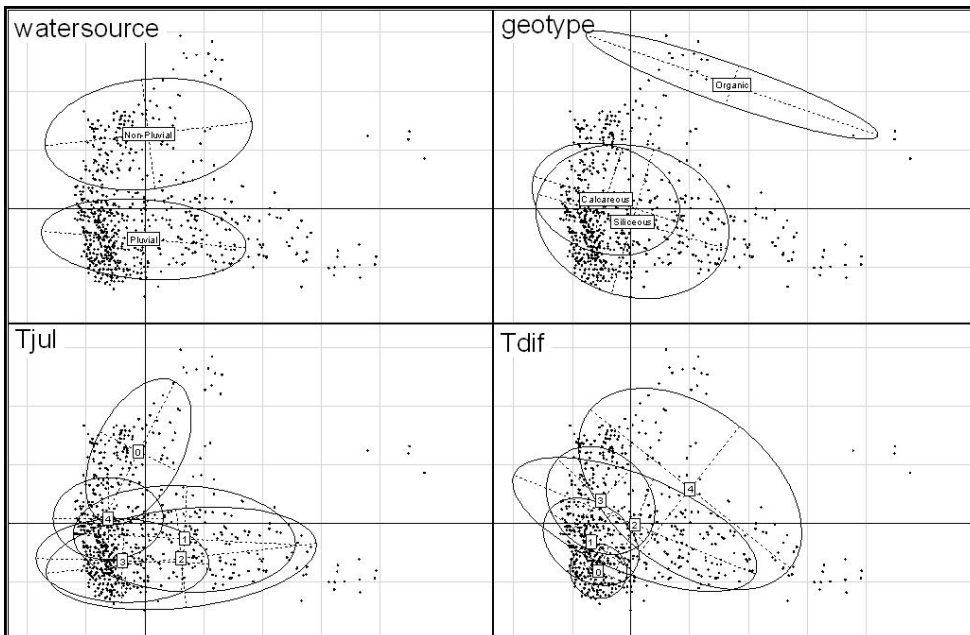 watersource
Non-Pluvial
Pluvial
geotype
Organic
Calcareous
Siliceous
Tjul
0
4
1
2
3
Tdif
4
3
2
1
0